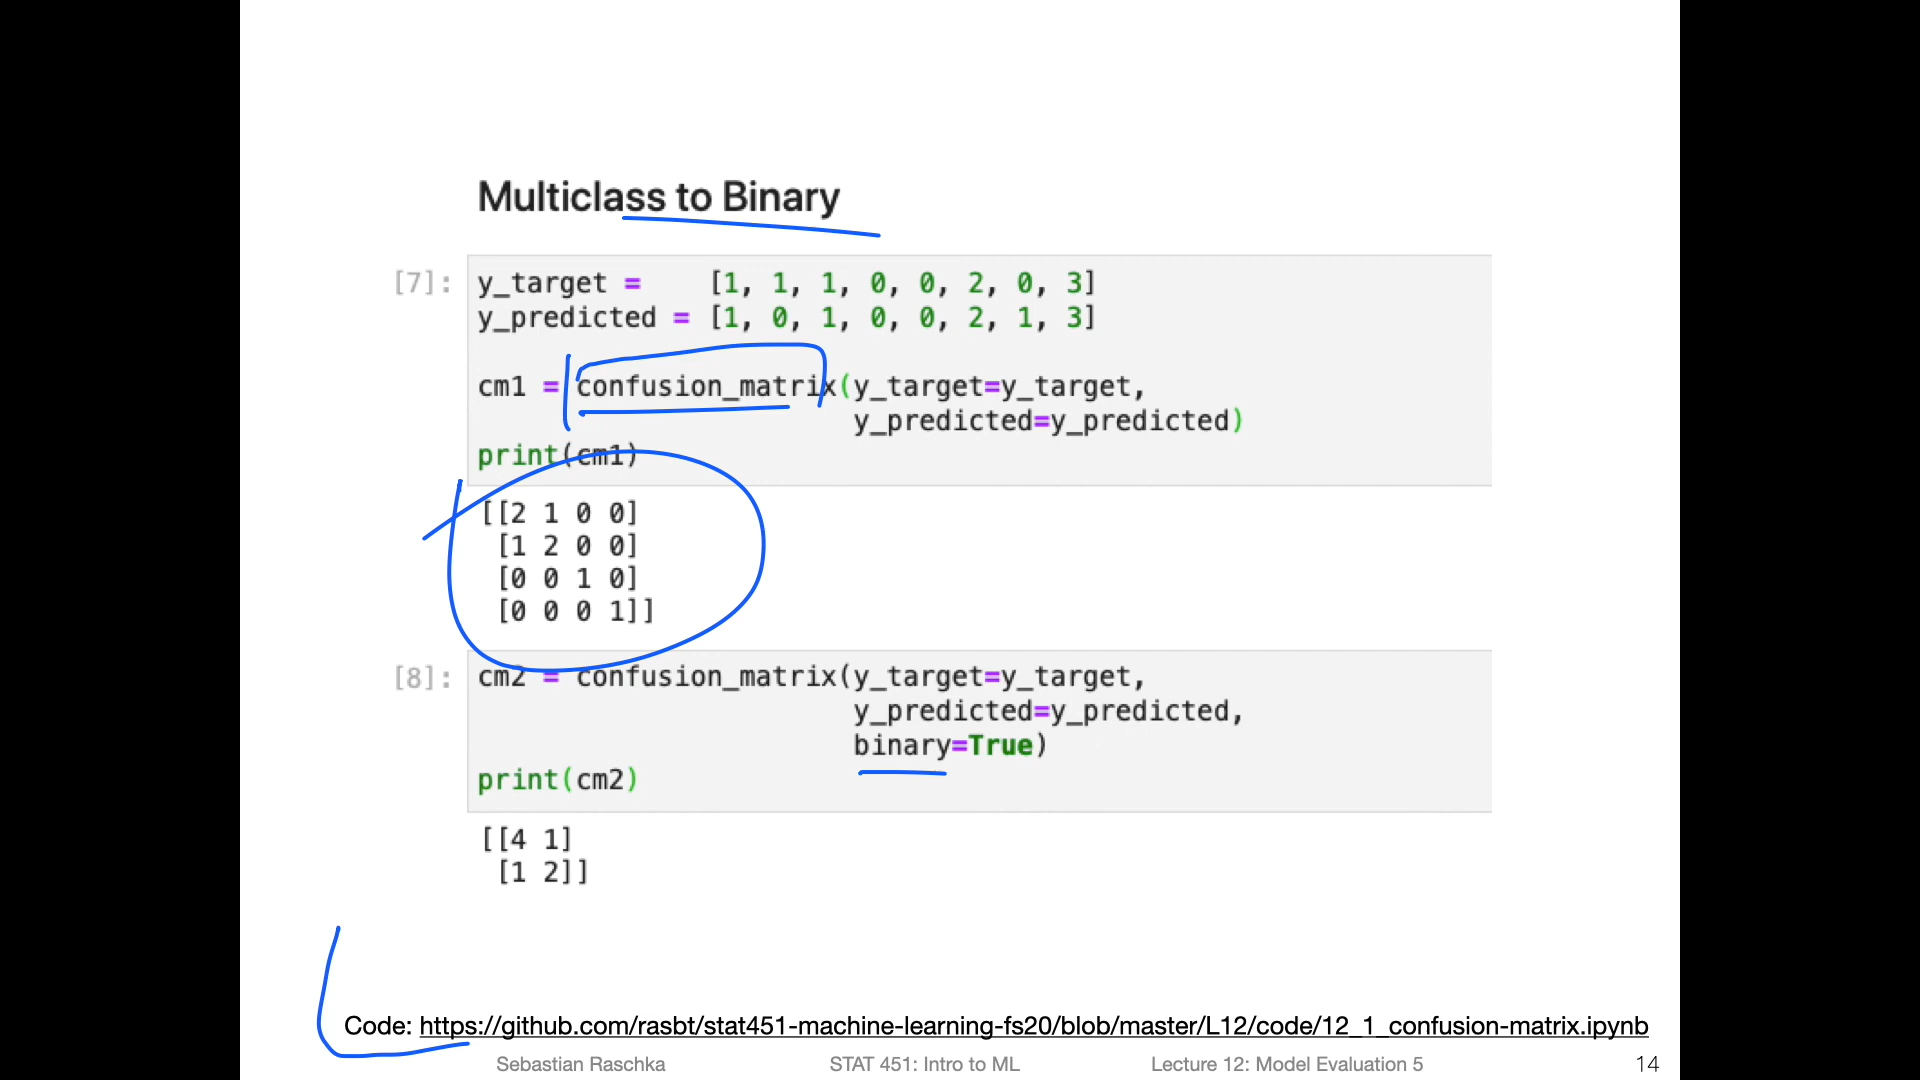 Multiclass to Binary
[7]: y_target = [1, 1, 1, 0, 0, 2, 0, 3]
y_predicted = [1, 0, 1, 0, 0, 2, 1, 3]
cm1 = confusion_matrix(y_target=y_target,
y_predicted=y_predicted)
print(cm1)
[[2 1 0 0]
[1 2 0 0]
[0 0 1 0]
[0 0 0 1]]
[8]: cm2 = confusion_matrix(y_target=y_target,
y_predicted=y_predicted,
binary=True)
print(cm2)
[[4 1]
[1 2]]
Code: https://github.com/rasbt/stat451-machine-learning-fs20/blob/master/L12/code/12_1_confusion-matrix.ipynb
Sebastian Raschka STAT 451: Intro to ML Lecture 12: Model Evaluation 5 14